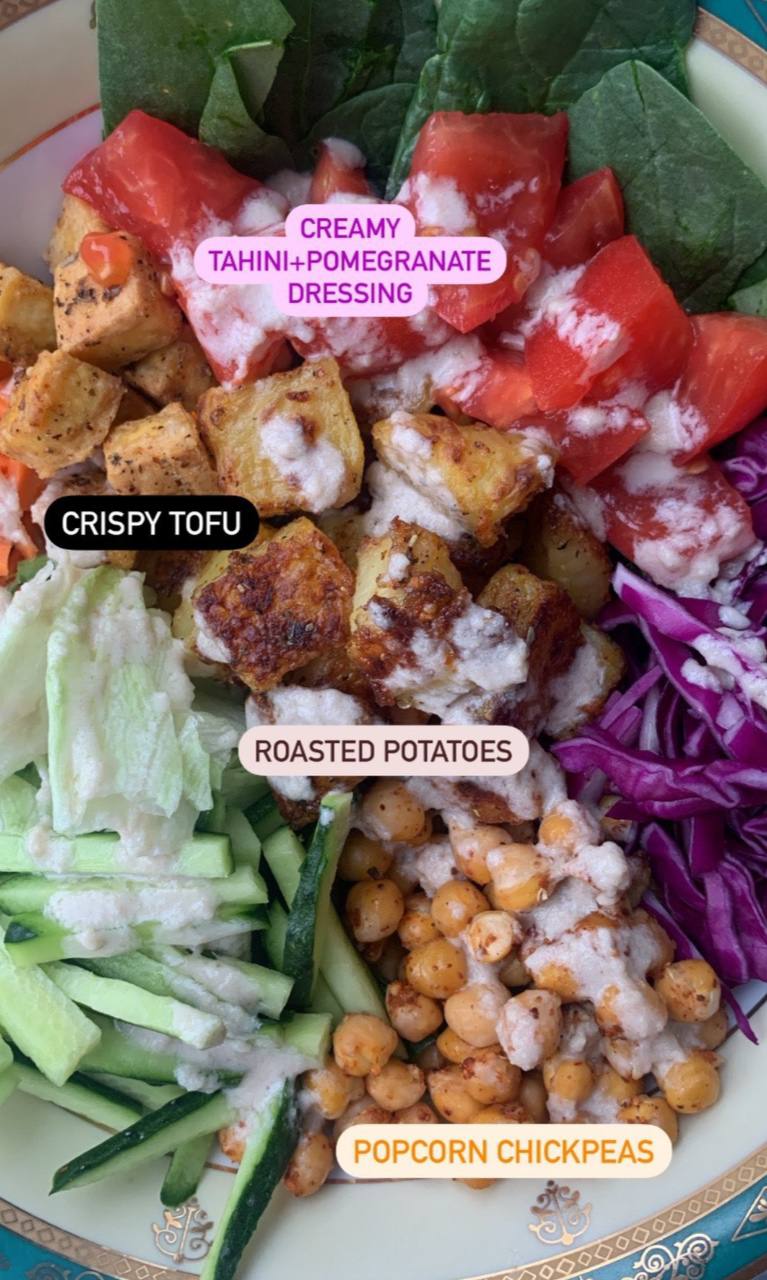 CREAMY
TAHINI+POMEGRANATE
DRESSING
CRISPY TOFU
ROASTED POTATOES
POPCORN CHICKPEAS